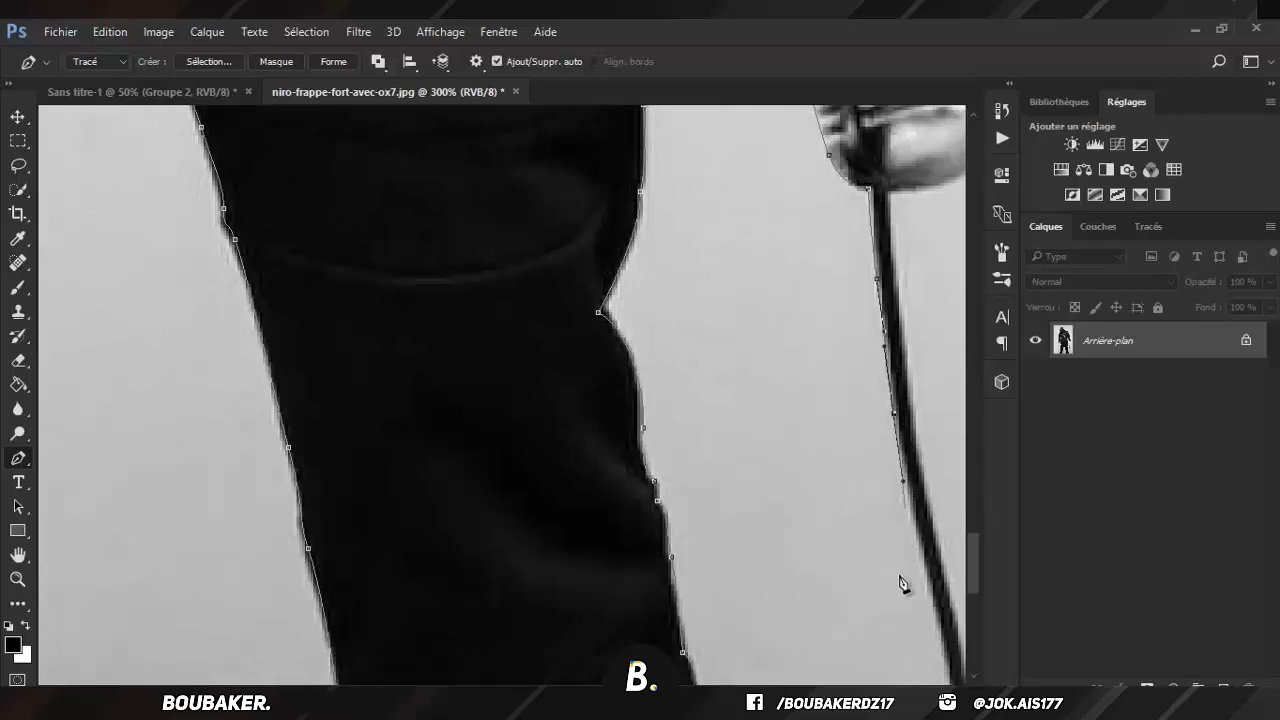 Ps Fichier Edition Image Calque Texte Sélection Filtre 3D Affichage Fenêtre Aide
Tracé Créer : Sélection... Masque Forme Ajout/Suppr. auto Align. bords
Sans titre-1 @ 50% (Groupe 2, RVB/8) * × niro-frappe-fort-avec-ox7.jpg @ 300% (RVB/8) * ×
Bibliothèques Réglages
Ajouter un réglage
Calques Couches Tracés
Type
Normal Opacité : 100 %
Verrou : Fond : 100 %
Arrière-plan
B.
BOUBAKER. /BOUBAKERDZ17 @JOK.AIS177